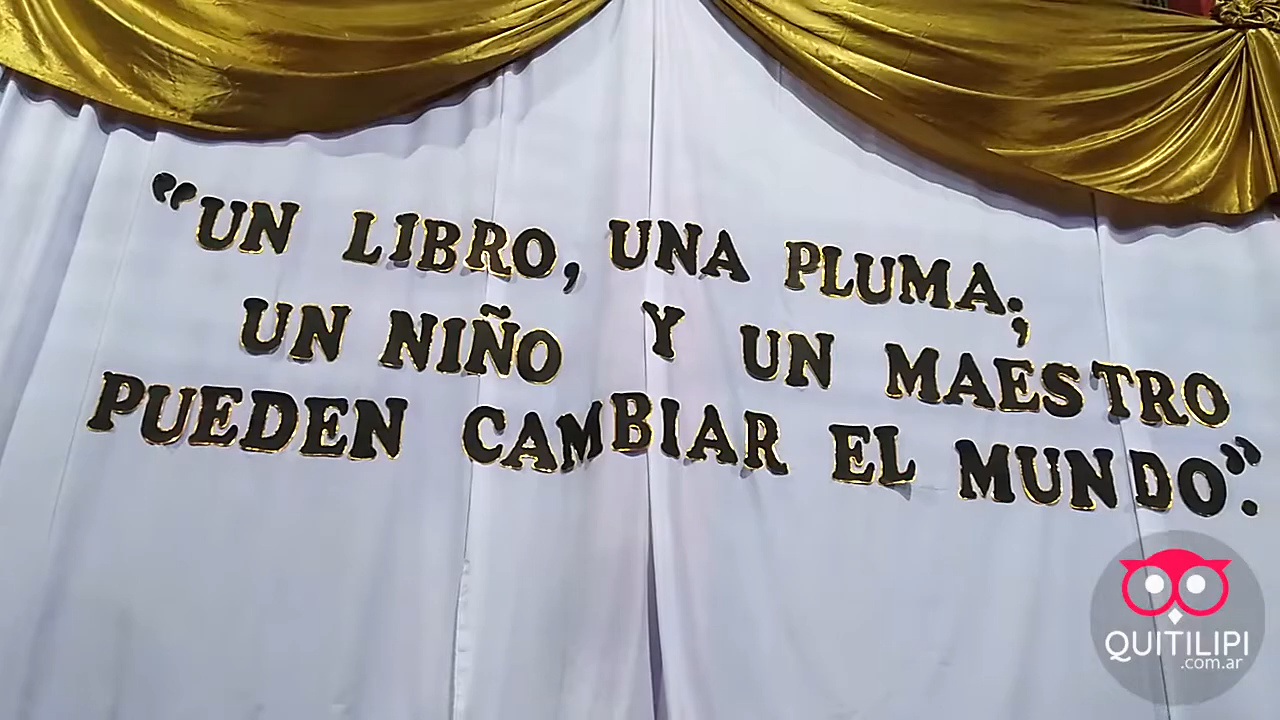 “UN LIBRO, UNA PLUMA;
UN NIÑO Y UN MAESTRO
PUEDEN CAMBIAR EL MUNDO”.
QUITILIPI
.com.ar